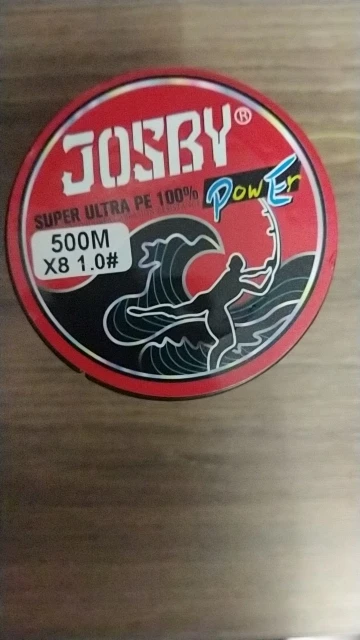 JOSBY®
SUPER ULTRA PE 100%
PowEr
500M
X8 1.0#